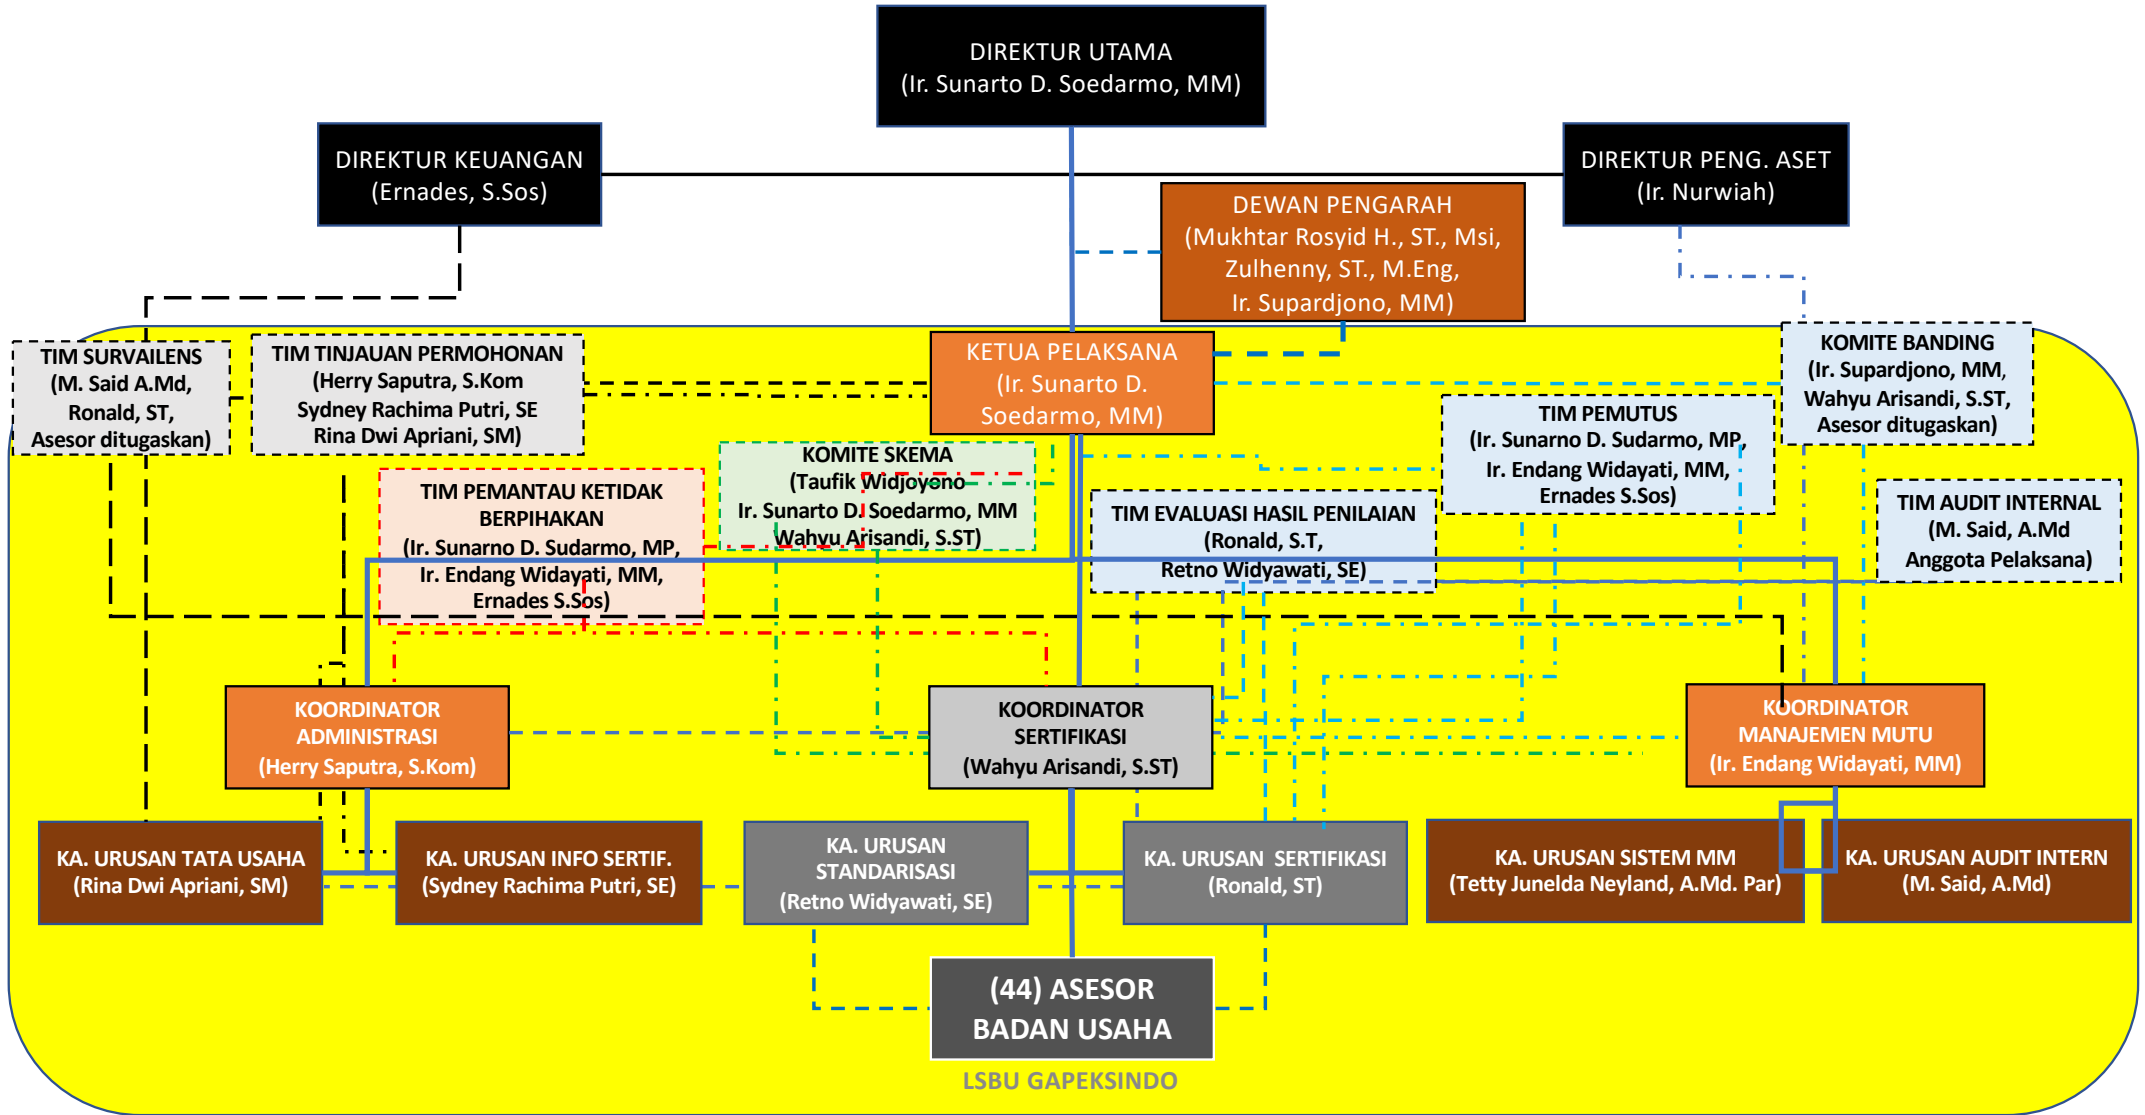 DIREKTUR UTAMA
(Ir. Sunarto D. Soedarmo, MM)
DIREKTUR KEUANGAN
(Ernades, S.Sos)
DIREKTUR PENG. ASET
(Ir. Nurwiah)
DEWAN PENGARAH
(Mukhtar Rosyid H., ST., Msi,
Zulhenny, ST., M.Eng,
Ir. Supardjono, MM)
TIM SURVAILENS
(M. Said A.Md,
Ronald, ST,
Asesor ditugaskan)
TIM TINJAUAN PERMOHONAN
(Herry Saputra, S.Kom
Sydney Rachima Putri, SE
Rina Dwi Apriani, SM)
KETUA PELAKSANA
(Ir. Sunarto D.
Soedarmo, MM)
KOMITE BANDING
(Ir. Supardjono, MM,
Wahyu Arisandi, S.ST,
Asesor ditugaskan)
TIM PEMUTUS
(Ir. Sunarno D. Sudarmo, MP,
Ir. Endang Widayati, MM,
Ernades S.Sos)
KOMITE SKEMA
(Taufik Widjoyono
Ir. Sunarto D. Soedarmo, MM
Wahyu Arisandi, S.ST)
TIM PEMANTAU KETIDAK
BERPIHAKAN
(Ir. Sunarno D. Sudarmo, MP,
Ir. Endang Widayati, MM,
Ernades S.Sos)
TIM EVALUASI HASIL PENILAIAN
(Ronald, S.T,
Retno Widyawati, SE)
TIM AUDIT INTERNAL
(M. Said, A.Md
Anggota Pelaksana)
KOORDINATOR
ADMINISTRASI
(Herry Saputra, S.Kom)
KOORDINATOR
SERTIFIKASI
(Wahyu Arisandi, S.ST)
KOORDINATOR
MANAJEMEN MUTU
(Ir. Endang Widayati, MM)
KA. URUSAN TATA USAHA
(Rina Dwi Apriani, SM)
KA. URUSAN INFO SERTIF.
(Sydney Rachima Putri, SE)
KA. URUSAN
STANDARISASI
(Retno Widyawati, SE)
KA. URUSAN  SERTIFIKASI
(Ronald, ST)
KA. URUSAN SISTEM MM
(Tetty Junelda Neyland, A.Md. Par)
KA. URUSAN AUDIT INTERN
(M. Said, A.Md)
(44) ASESOR
BADAN USAHA
LSBU GAPEKSINDO